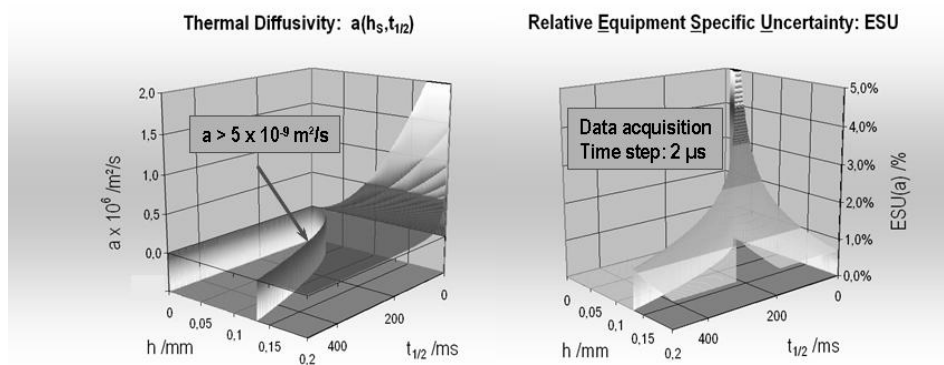 Thermal Diffusivity: a(hS,t1/2)
2,0
1,5
1,0
0,5
0,0
a x 10⁶ /m²/s
a > 5 x 10⁻⁹ m²/s
0
0,05
0,1
0,15
0,2
h /mm
400
200
0
t1/2 /ms
Relative Equipment Specific Uncertainty: ESU
Data acquisition
Time step: 2 µs
5,0%
4,0%
3,0%
2,0%
1,0%
0,0%
ESU(a) /%
0
0,05
0,1
0,15
0,2
h /mm
400
200
0
t1/2 /ms